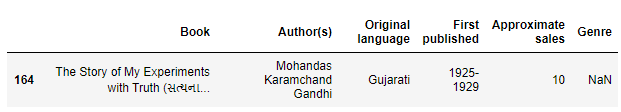 Book Author(s) Original language First published Approximate sales Genre
164 The Story of My Experiments with Truth (સત્યના... Mohandas Karamchand Gandhi Gujarati 1925-1929 10 NaN